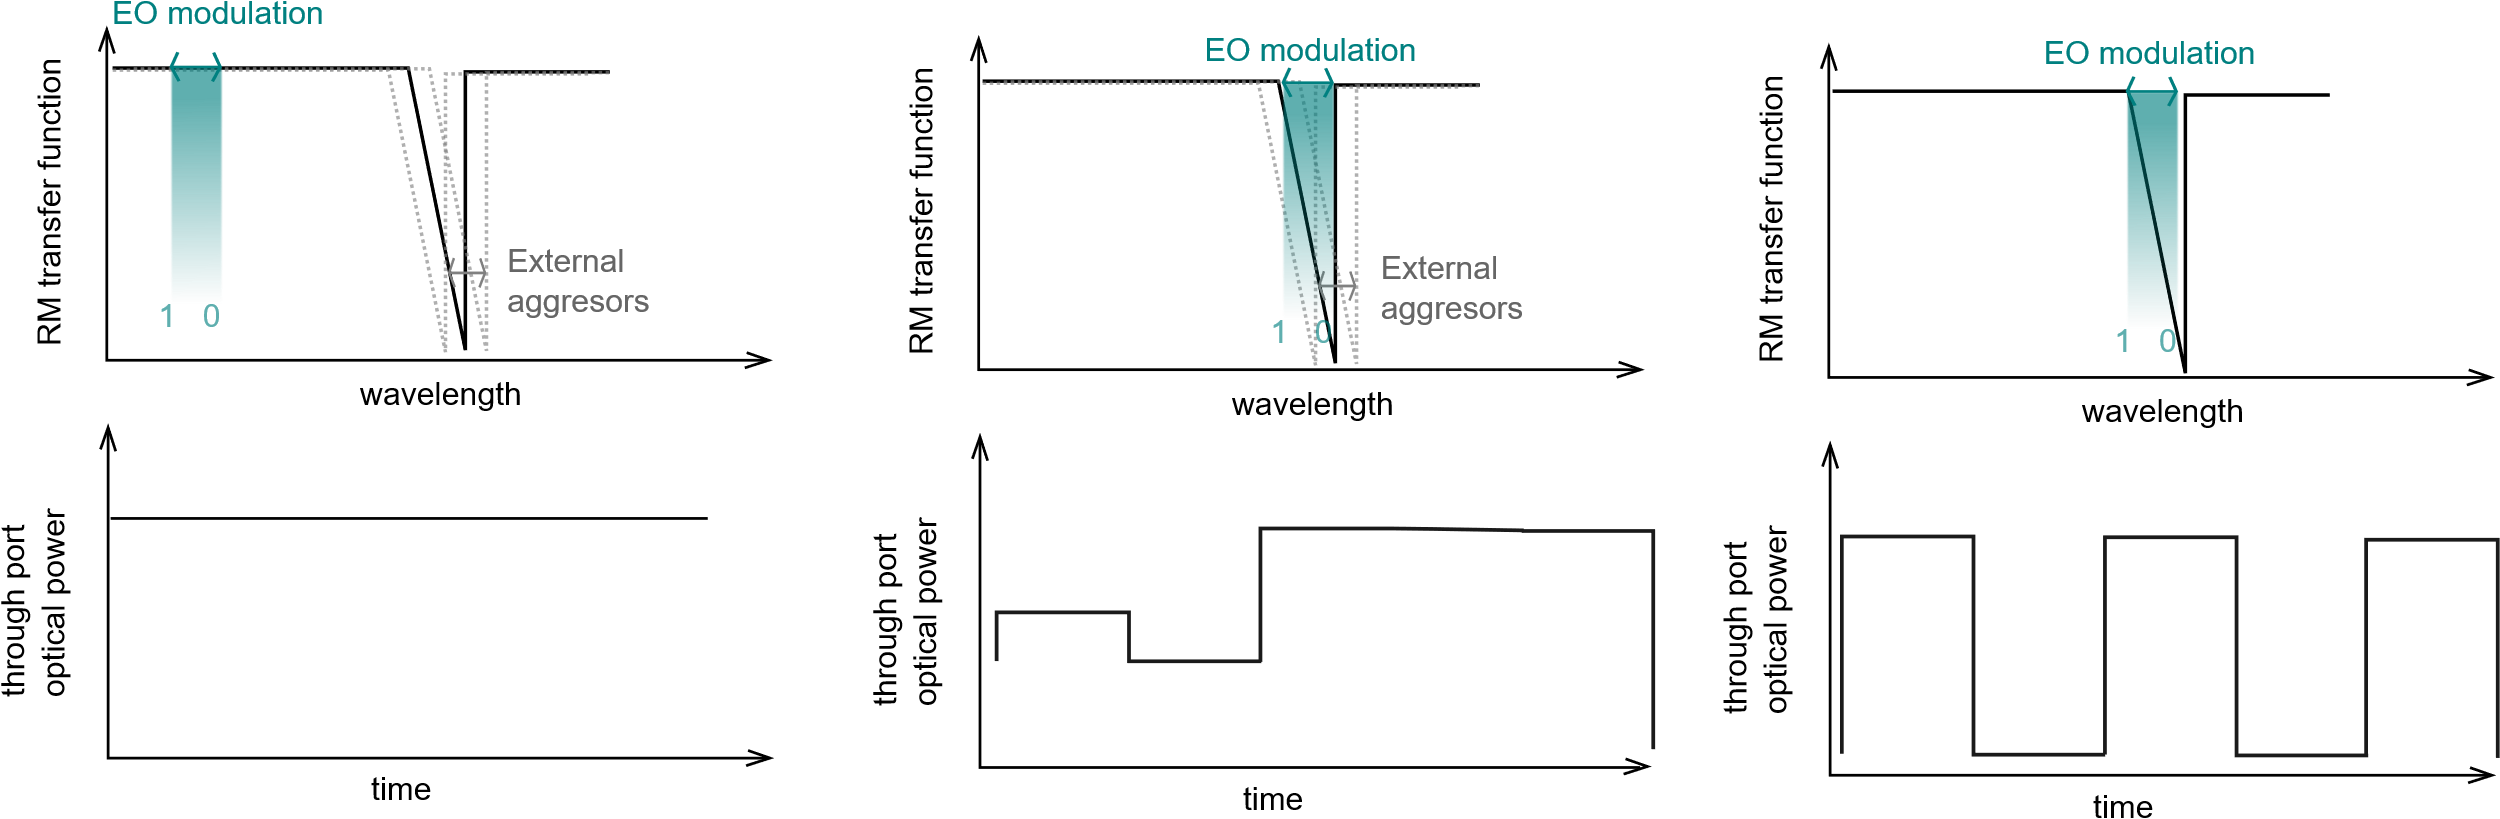 EO modulation
RM transfer function
1 0
External
aggresors
wavelength
EO modulation
RM transfer function
1 0
External
aggresors
wavelength
EO modulation
RM transfer function
1 0
wavelength
through port
optical power
time
through port
optical power
time
through port
optical power
time